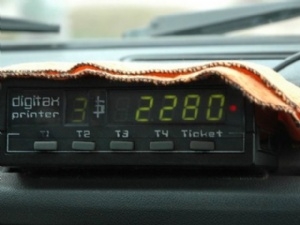 digitax 3 2280
printer
T1 T2 T3 T4 Ticket